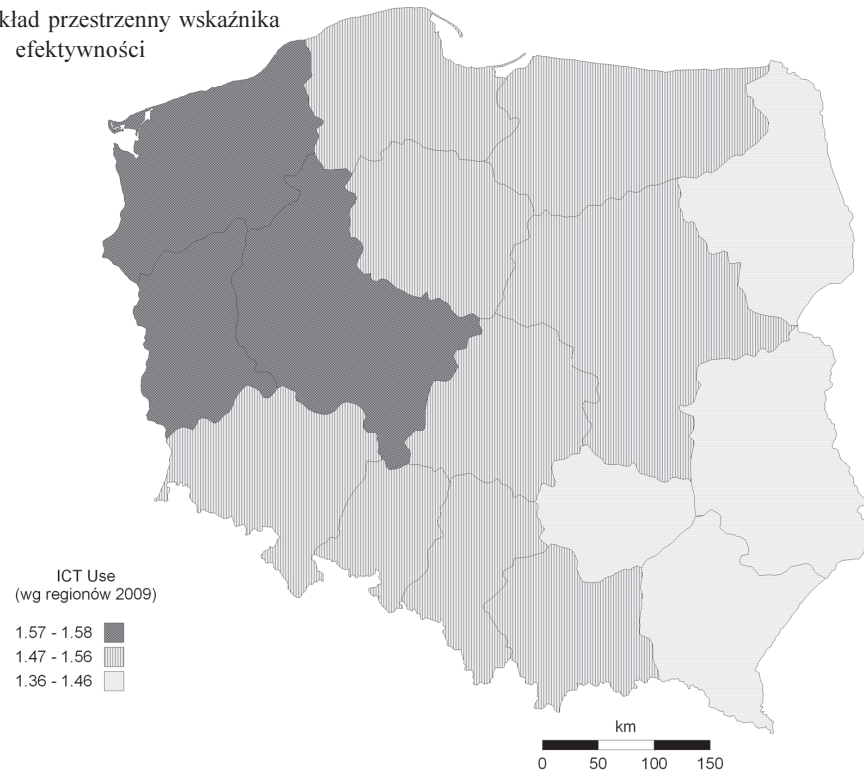 kład przestrzenny wskaźnika
efektywności
ICT Use
(wg regionów 2009)
1.57 - 1.58
1.47 - 1.56
1.36 - 1.46
km
0 50 100 150